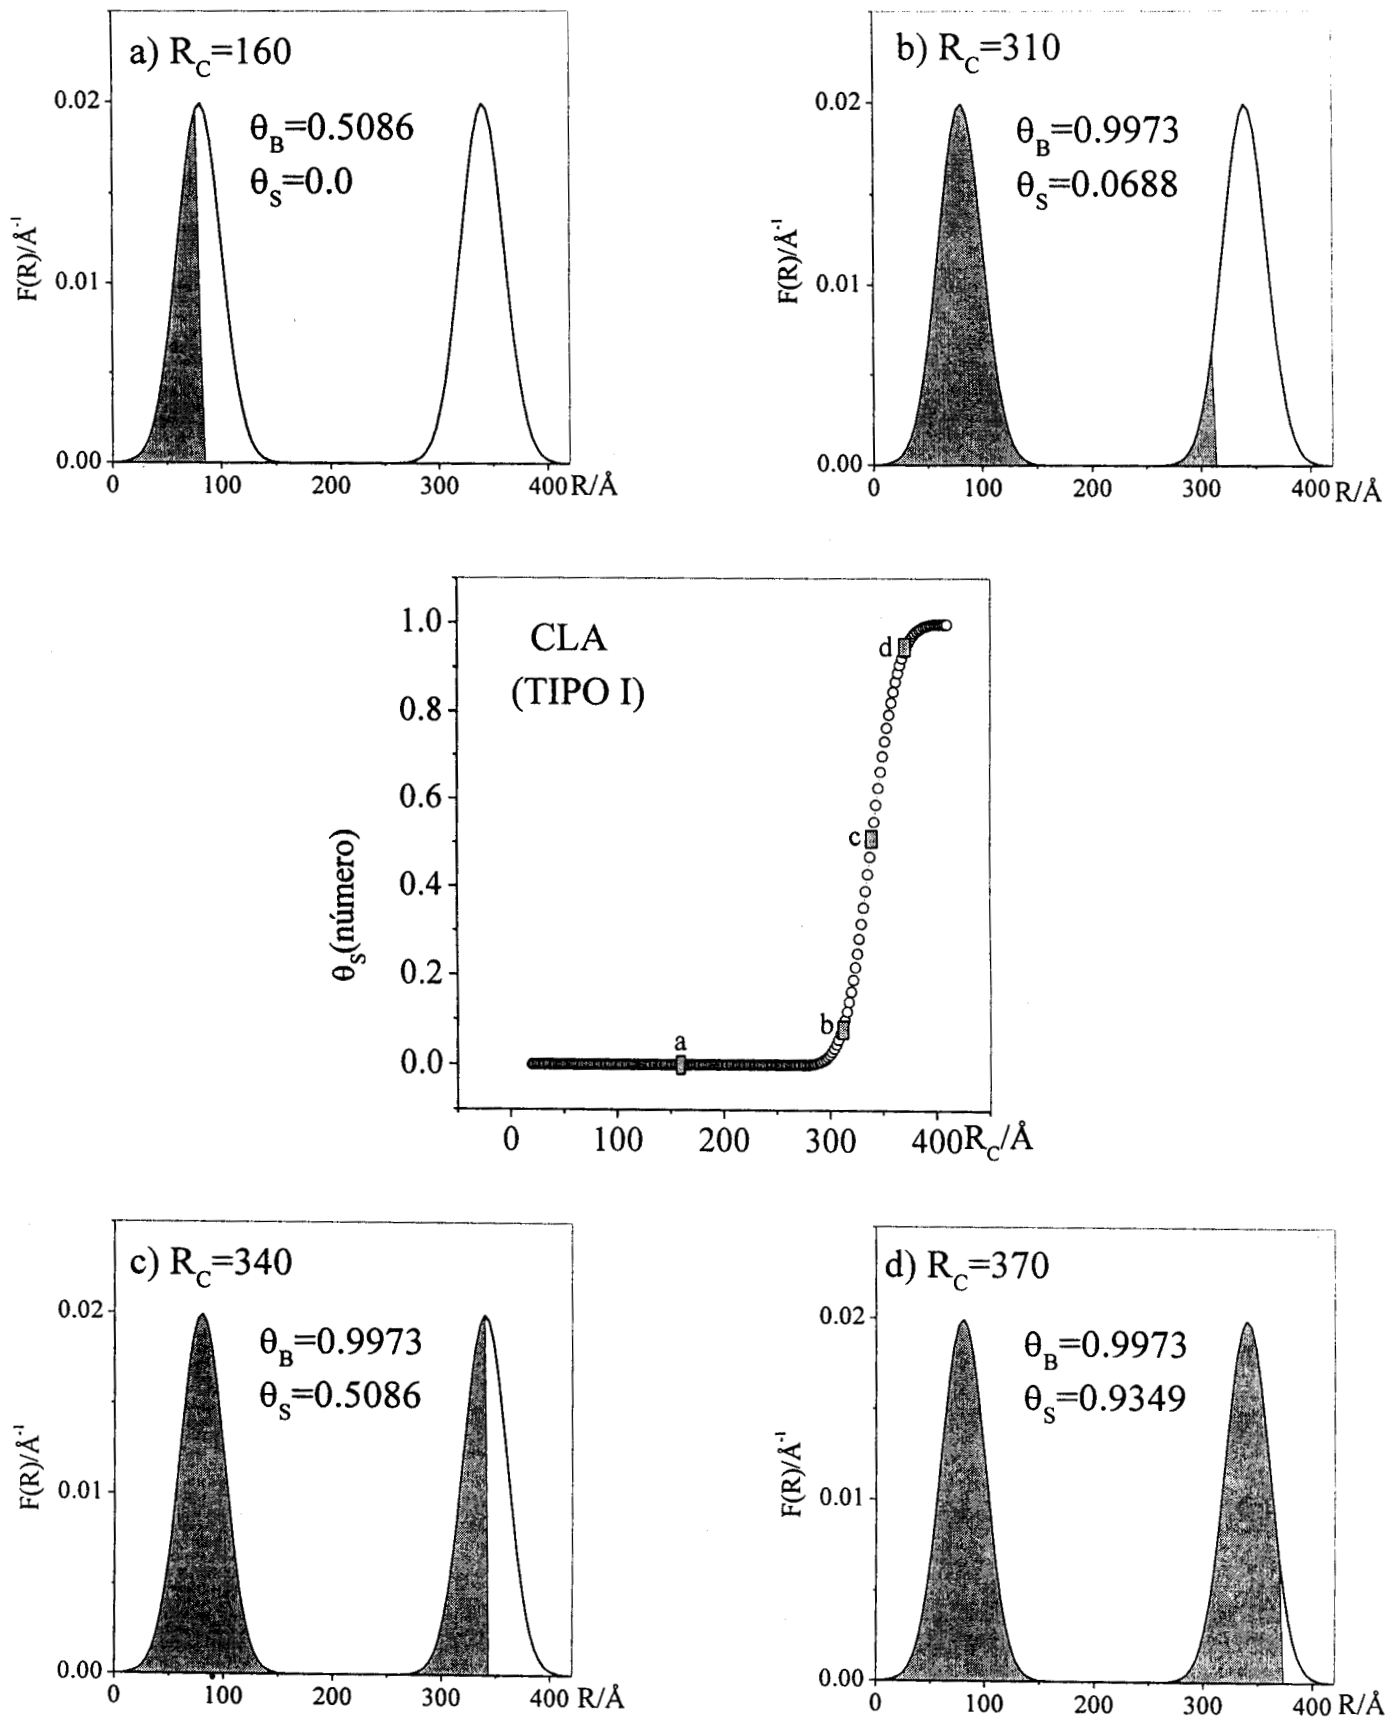 a) R_C=160
θ_B=0.5086
θ_S=0.0
F(R)/Å⁻¹
0.02
0.01
0.00
0 100 200 300 400 R/Å
b) R_C=310
θ_B=0.9973
θ_S=0.0688
F(R)/Å⁻¹
0.02
0.01
0.00
0 100 200 300 400 R/Å
CLA
(TIPO I)
θ_S(número)
1.0
0.8
0.6
0.4
0.2
0.0
a
b
c
d
0 100 200 300 400 R_C/Å
c) R_C=340
θ_B=0.9973
θ_S=0.5086
F(R)/Å⁻¹
0.02
0.01
0.00
0 100 200 300 400 R/Å
d) R_C=370
θ_B=0.9973
θ_S=0.9349
F(R)/Å⁻¹
0.02
0.01
0.00
0 100 200 300 400 R/Å